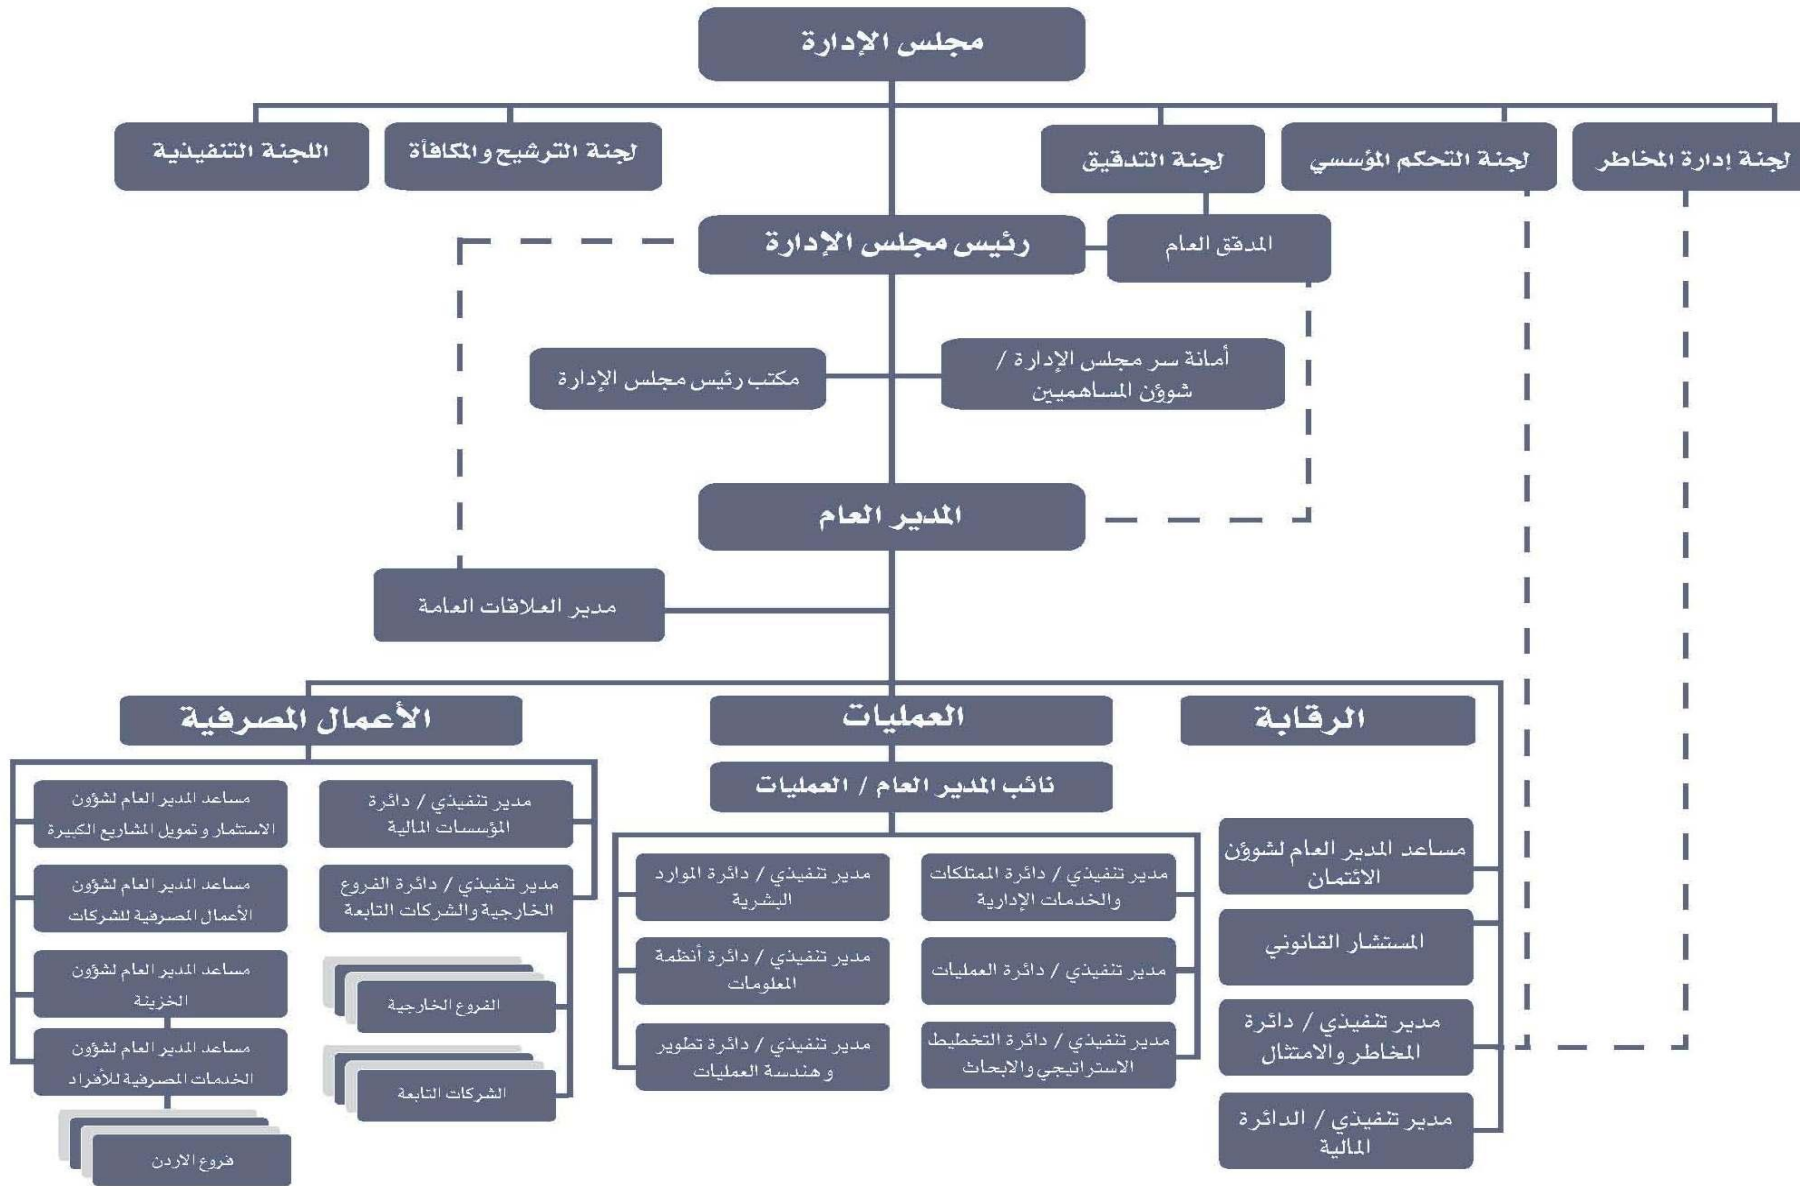 مجلس الإدارة
لجنة إدارة المخاطر
لجنة التحكم المؤسسي
لجنة التدقيق
لجنة الترشيح والمكافأة
اللجنة التنفيذية
المدقق العام
رئيس مجلس الإدارة
أمانة سر مجلس الإدارة /
شوؤن المساهميين
مكتب رئيس مجلس الإدارة
المدير العام
مدير العلاقات العامة
الرقابة
مساعد المدير العام لشوؤن
الائتمان
المستشار القانوني
مدير تنفيذي / دائرة
المخاطر والامتثال
مدير تنفيذي / الدائرة
المالية
العمليات
نائب المدير العام / العمليات
مدير تنفيذي / دائرة الممتلكات
والخدمات الإدارية
مدير تنفيذي / دائرة العمليات
مدير تنفيذي / دائرة التخطيط
الاستراتيجي والابحاث
مدير تنفيذي / دائرة الموارد
البشرية
مدير تنفيذي / دائرة أنظمة
المعلومات
مدير تنفيذي / دائرة تطوير
وهندسة العمليات
الأعمال المصرفية
مدير تنفيذي / دائرة
المؤسسات المالية
مدير تنفيذي / دائرة الفروع
الخارجية والشركات التابعة
الفروع الخارجية
الشركات التابعة
مساعد المدير العام لشؤون
الاستثمار وتمويل المشاريع الكبيرة
مساعد المدير العام لشؤون
الأعمال المصرفية للشركات
مساعد المدير العام لشؤون
الخزينة
مساعد المدير العام لشؤون
الخدمات المصرفية للأفراد
فروع الاردن